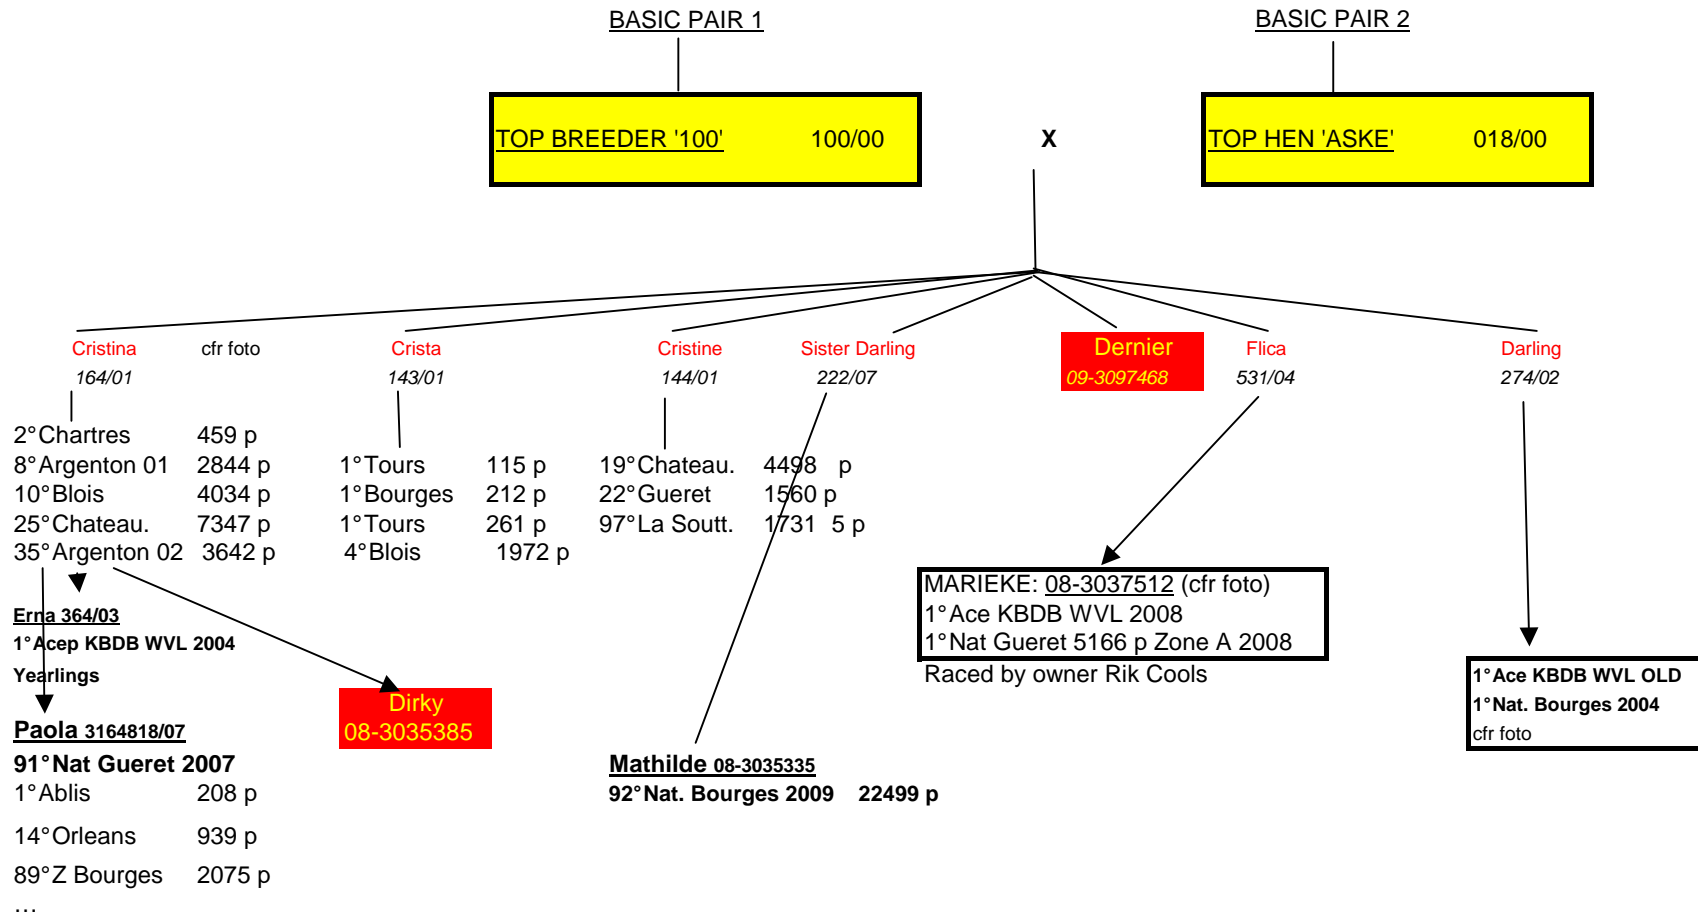 BASIC PAIR 1 BASIC PAIR 2
TOP BREEDER '100' 100/00 X TOP HEN 'ASKE' 018/00
Cristina cfr foto Crista Cristine Sister Darling Dernier Flica Darling
164/01 143/01 144/01 222/07 09-3097468 531/04 274/02
2°Chartres 459 p
8°Argenton 01 2844 p 1°Tours 115 p 19°Chateau. 4498 p
10°Blois 4034 p 1°Bourges 212 p 22°Gueret 1560 p
25°Chateau. 7347 p 1°Tours 261 p 97°La Soutt. 1731 5 p
35°Argenton 02 3642 p 4°Blois 1972 p
MARIEKE: 08-3037512 (cfr foto)
1°Ace KBDB WVL 2008
1°Nat Gueret 5166 p Zone A 2008
Raced by owner Rik Cools
Erna 364/03
1°Acep KBDB WVL 2004
Yearlings
1°Ace KBDB WVL OLD
1°Nat. Bourges 2004
cfr foto
Dirky
08-3035385
Paola 3164818/07
91°Nat Gueret 2007
1°Ablis 208 p
14°Orleans 939 p
89°Z Bourges 2075 p
...
Mathilde 08-3035335
92°Nat. Bourges 2009 22499 p